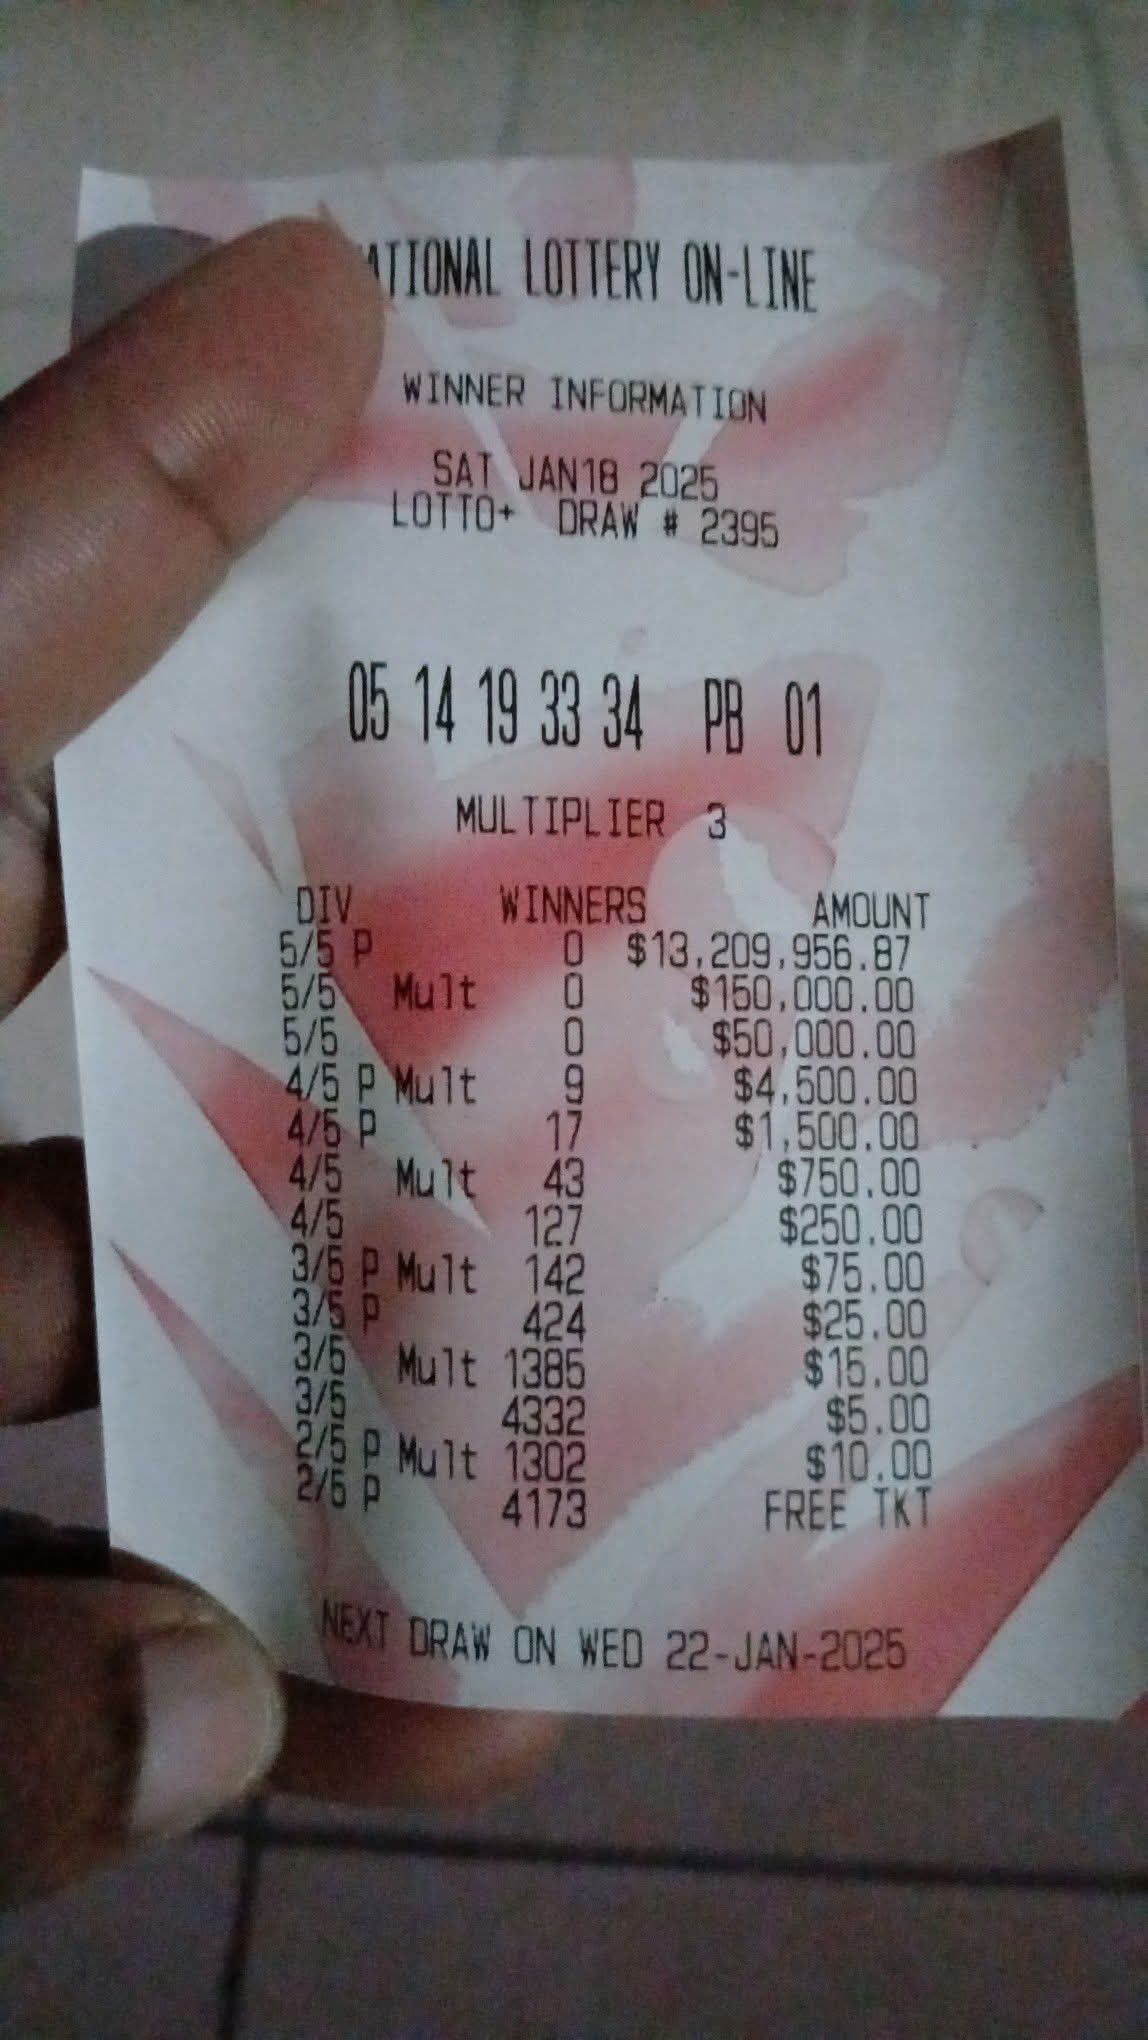 ATIONAL LOTTERY ON-LINE
WINNER INFORMATION
SAT JAN18 2025
LOTTO+ DRAW # 2395
05 14 19 33 34 PB 01
MULTIPLIER 3
DIV WINNERS AMOUNT
5/5 P 0 $13,209,956.87
5/5 Mult 0 $150,000.00
5/5 0 $50,000.00
4/5 P Mult 9 $4,500.00
4/5 P 17 $1,500.00
4/5 Mult 43 $750.00
4/5 127 $250.00
3/5 P Mult 142 $75.00
3/5 P 424 $25.00
3/5 Mult 1385 $15.00
3/5 4332 $5.00
2/5 P Mult 1302 $10.00
2/5 P 4173 FREE TKT
NEXT DRAW ON WED 22-JAN-2025